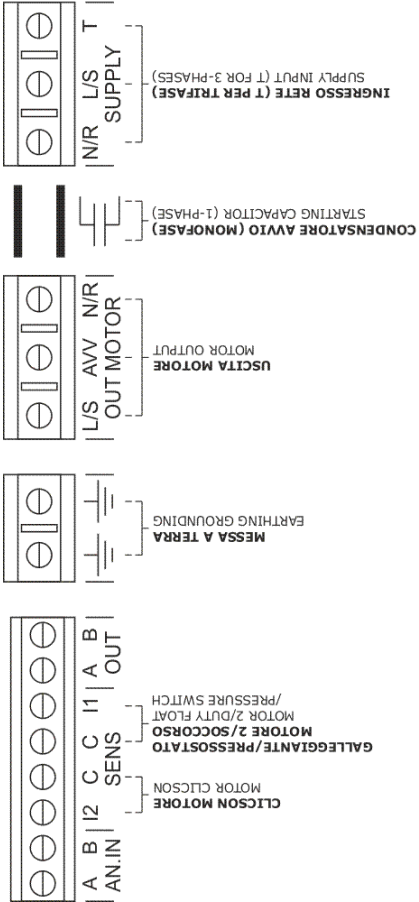 T
L/S
N/R
SUPPLY
INGRESSO RETE (T PER TRIFASE)
SUPPLY INPUT (T FOR 3-PHASES)
CONDENSATORE AVVIO (MONOFASE)
STARTING CAPACITOR (1-PHASE)
N/R
AVV
L/S
OUT MOTOR
USCITA MOTORE
MOTOR OUTPUT
MESSA A TERRA
EARTHING GROUNDING
B
A
OUT
I1
C
C
I2
SENS
GALLEGGIANTE/PRESSOSTATO
MOTORE 2/SOCCORSO
MOTOR 2/DUTY FLOAT
/PRESSURE SWITCH
CLICSON MOTORE
MOTOR CLICSON
B
A
AN.IN